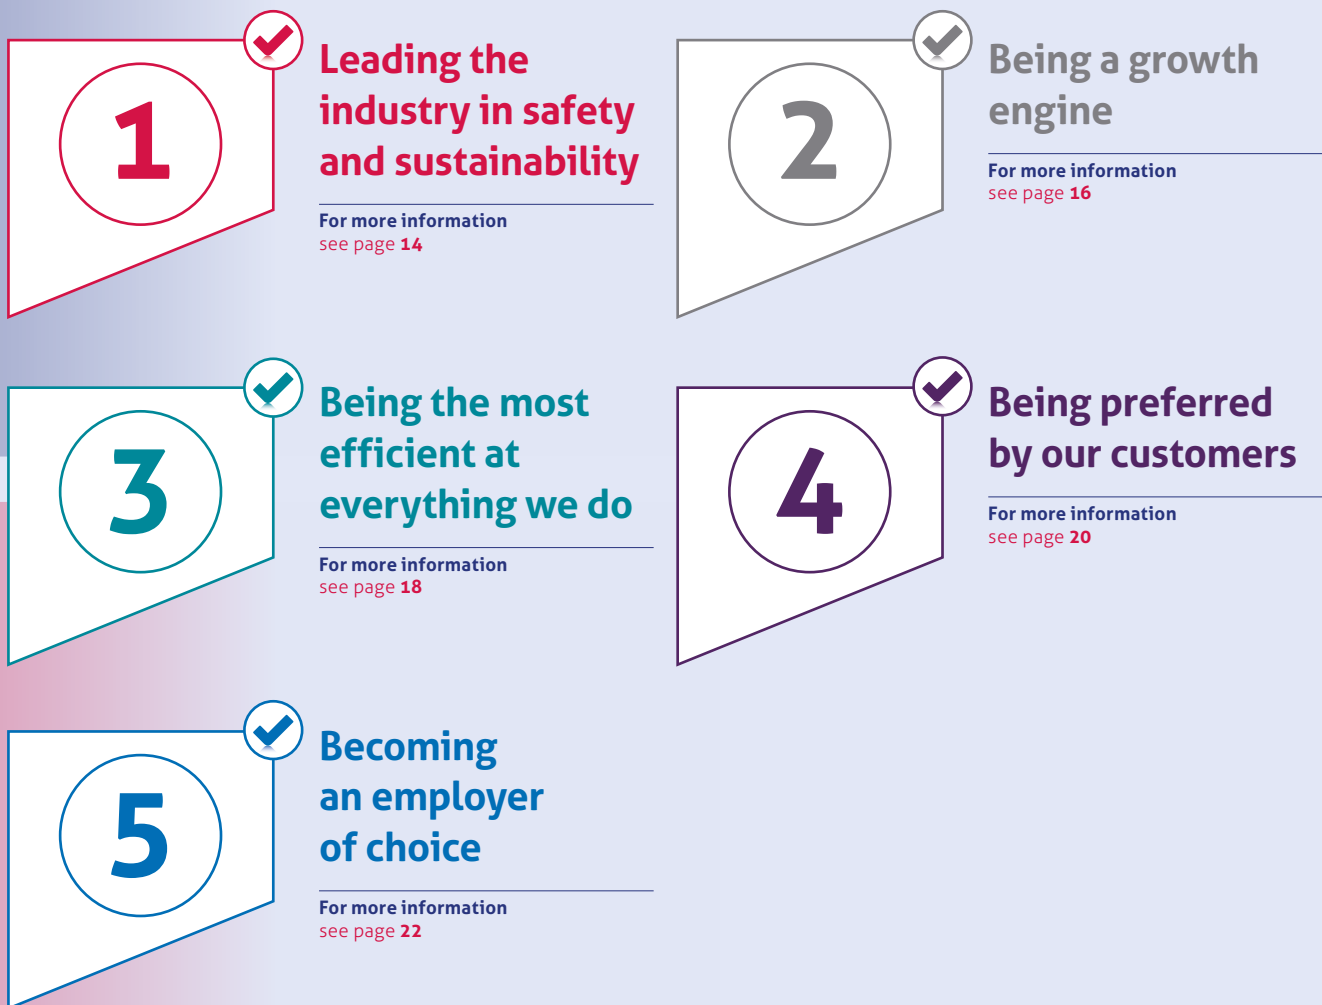 1
Leading the
industry in safety
and sustainability
For more information
see page 14
2
Being a growth
engine
For more information
see page 16
3
Being the most
efficient at
everything we do
For more information
see page 18
4
Being preferred
by our customers
For more information
see page 20
5
Becoming
an employer
of choice
For more information
see page 22